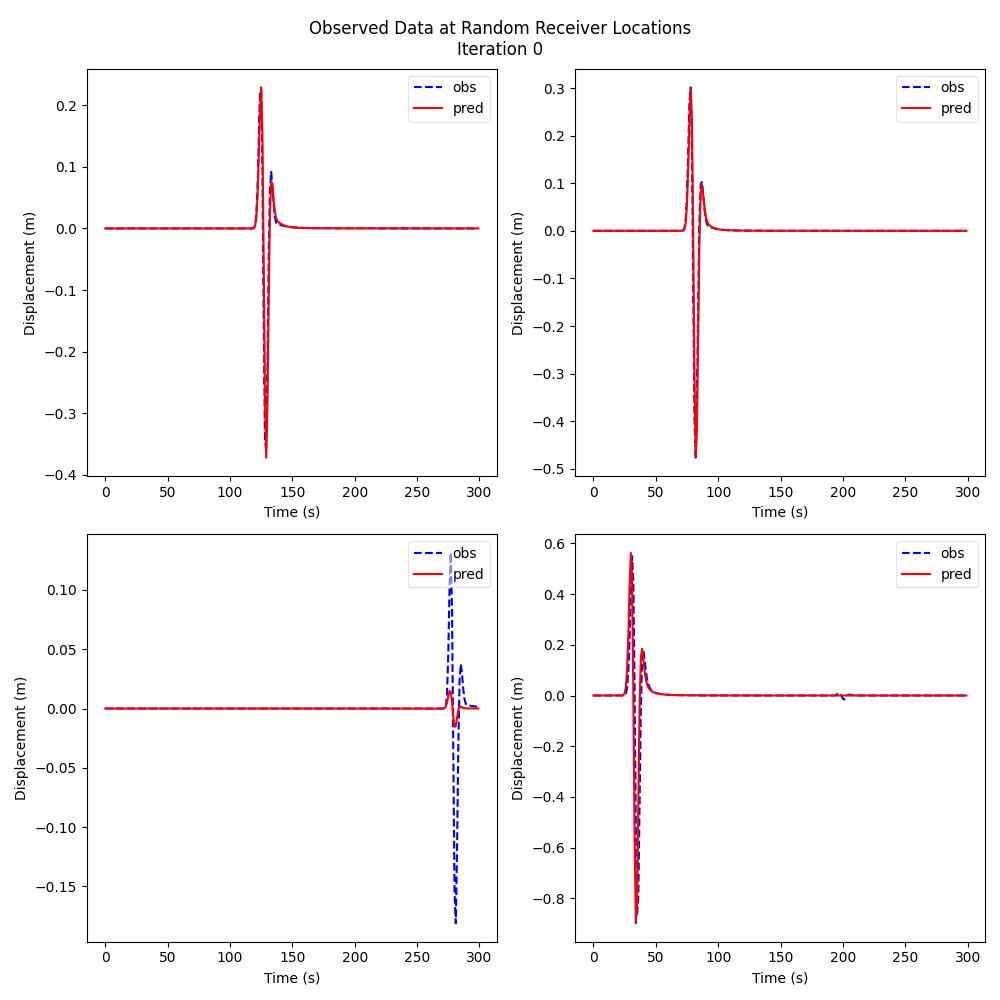 Observed Data at Random Receiver Locations
Iteration 0
obs
pred
0.2
0.1
0.0
−0.1
−0.2
−0.3
−0.4
Displacement (m)
0 50 100 150 200 250 300
Time (s)
obs
pred
0.3
0.2
0.1
0.0
−0.1
−0.2
−0.3
−0.4
−0.5
Displacement (m)
0 50 100 150 200 250 300
Time (s)
obs
pred
0.10
0.05
0.00
−0.05
−0.10
−0.15
Displacement (m)
0 50 100 150 200 250 300
Time (s)
obs
pred
0.6
0.4
0.2
0.0
−0.2
−0.4
−0.6
−0.8
Displacement (m)
0 50 100 150 200 250 300
Time (s)